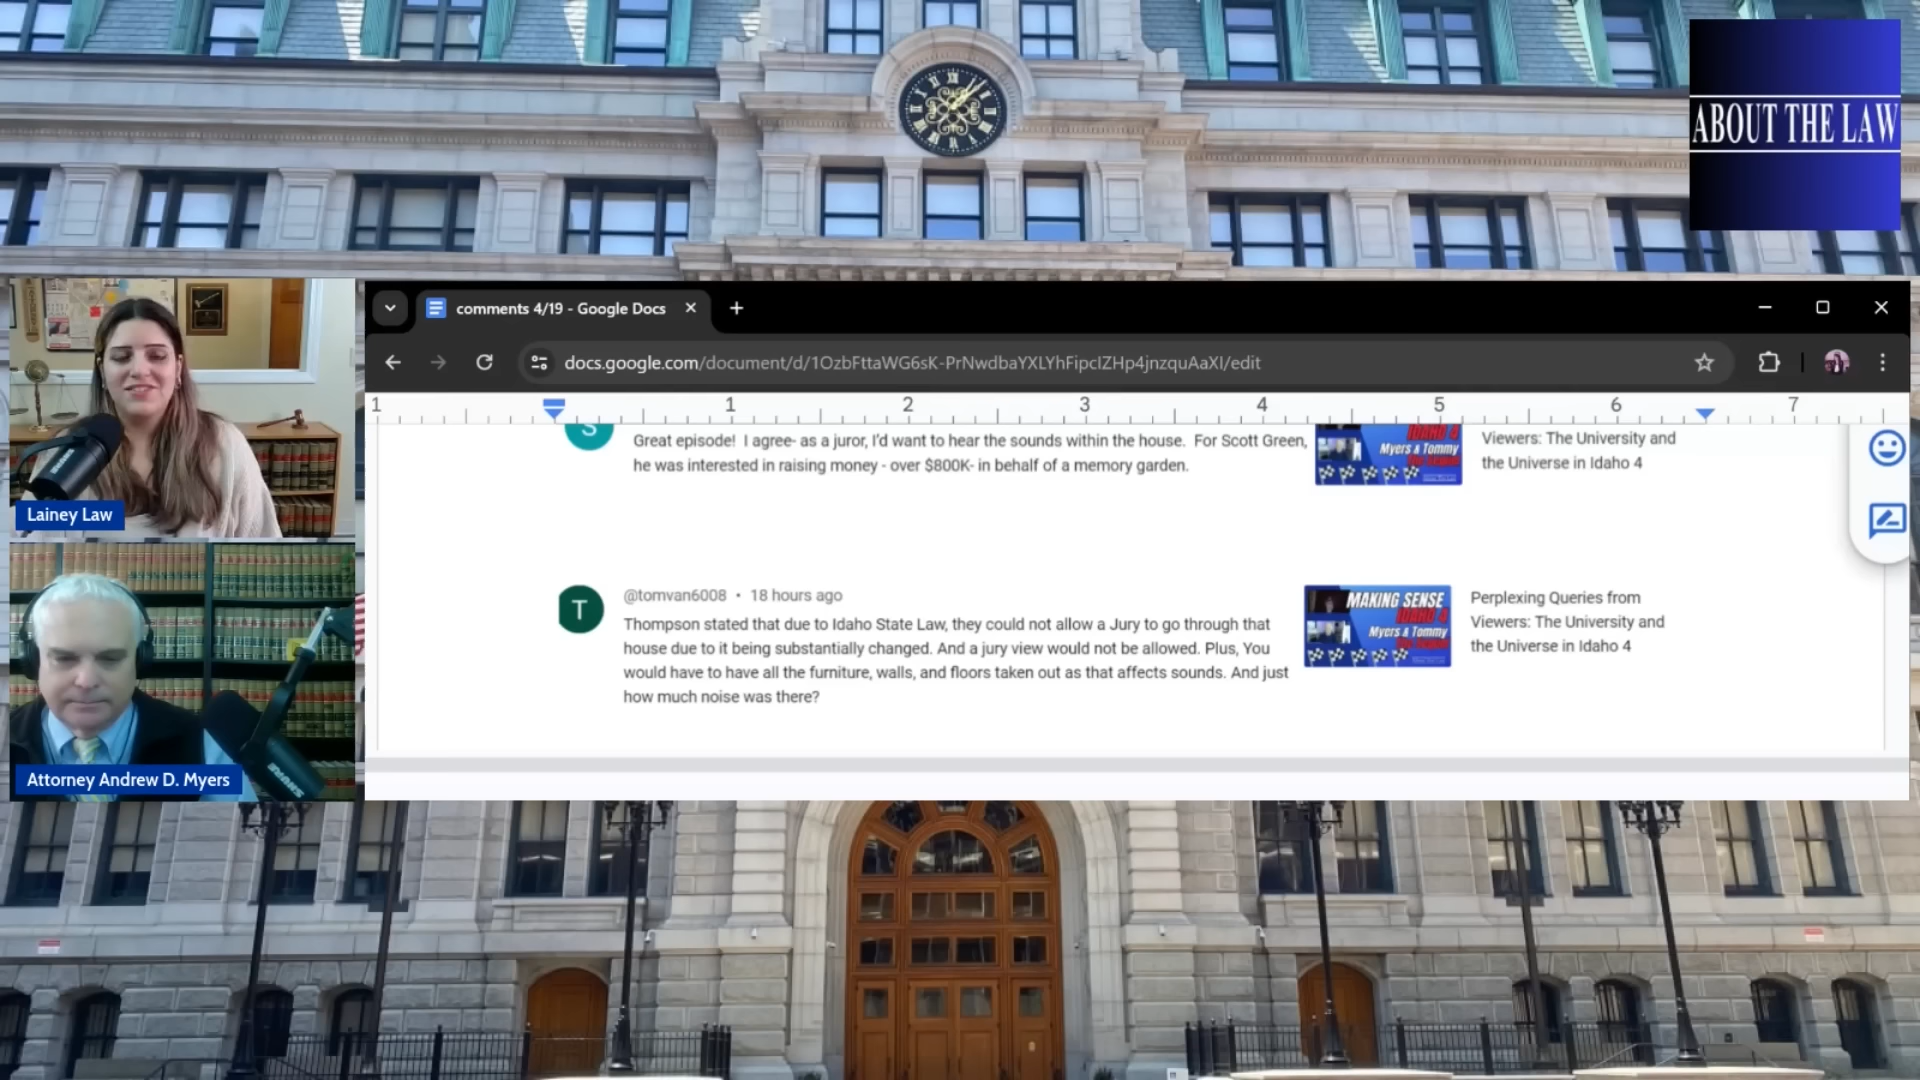 ABOUT THE LAW
comments 4/19 - Google Docs
docs.google.com/document/d/1OzbFttaWG6sK-PrNwdbaYXLYhFipcIZHp4jnzquAaXI/edit
1 1 2 3 4 5 6 7
S
Great episode! I agree- as a juror, I'd want to hear the sounds within the house. For Scott Green,
he was interested in raising money - over $800K- in behalf of a memory garden.
IDAHO 4
Myers & Tommy
Viewers: The University and
the Universe in Idaho 4
T
@tomvan6008 • 18 hours ago
Thompson stated that due to Idaho State Law, they could not allow a Jury to go through that
house due to it being substantially changed. And a jury view would not be allowed. Plus, You
would have to have all the furniture, walls, and floors taken out as that affects sounds. And just
how much noise was there?
MAKING SENSE
IDAHO 4
Myers & Tommy
Perplexing Queries from
Viewers: The University and
the Universe in Idaho 4
Lainey Law
Attorney Andrew D. Myers